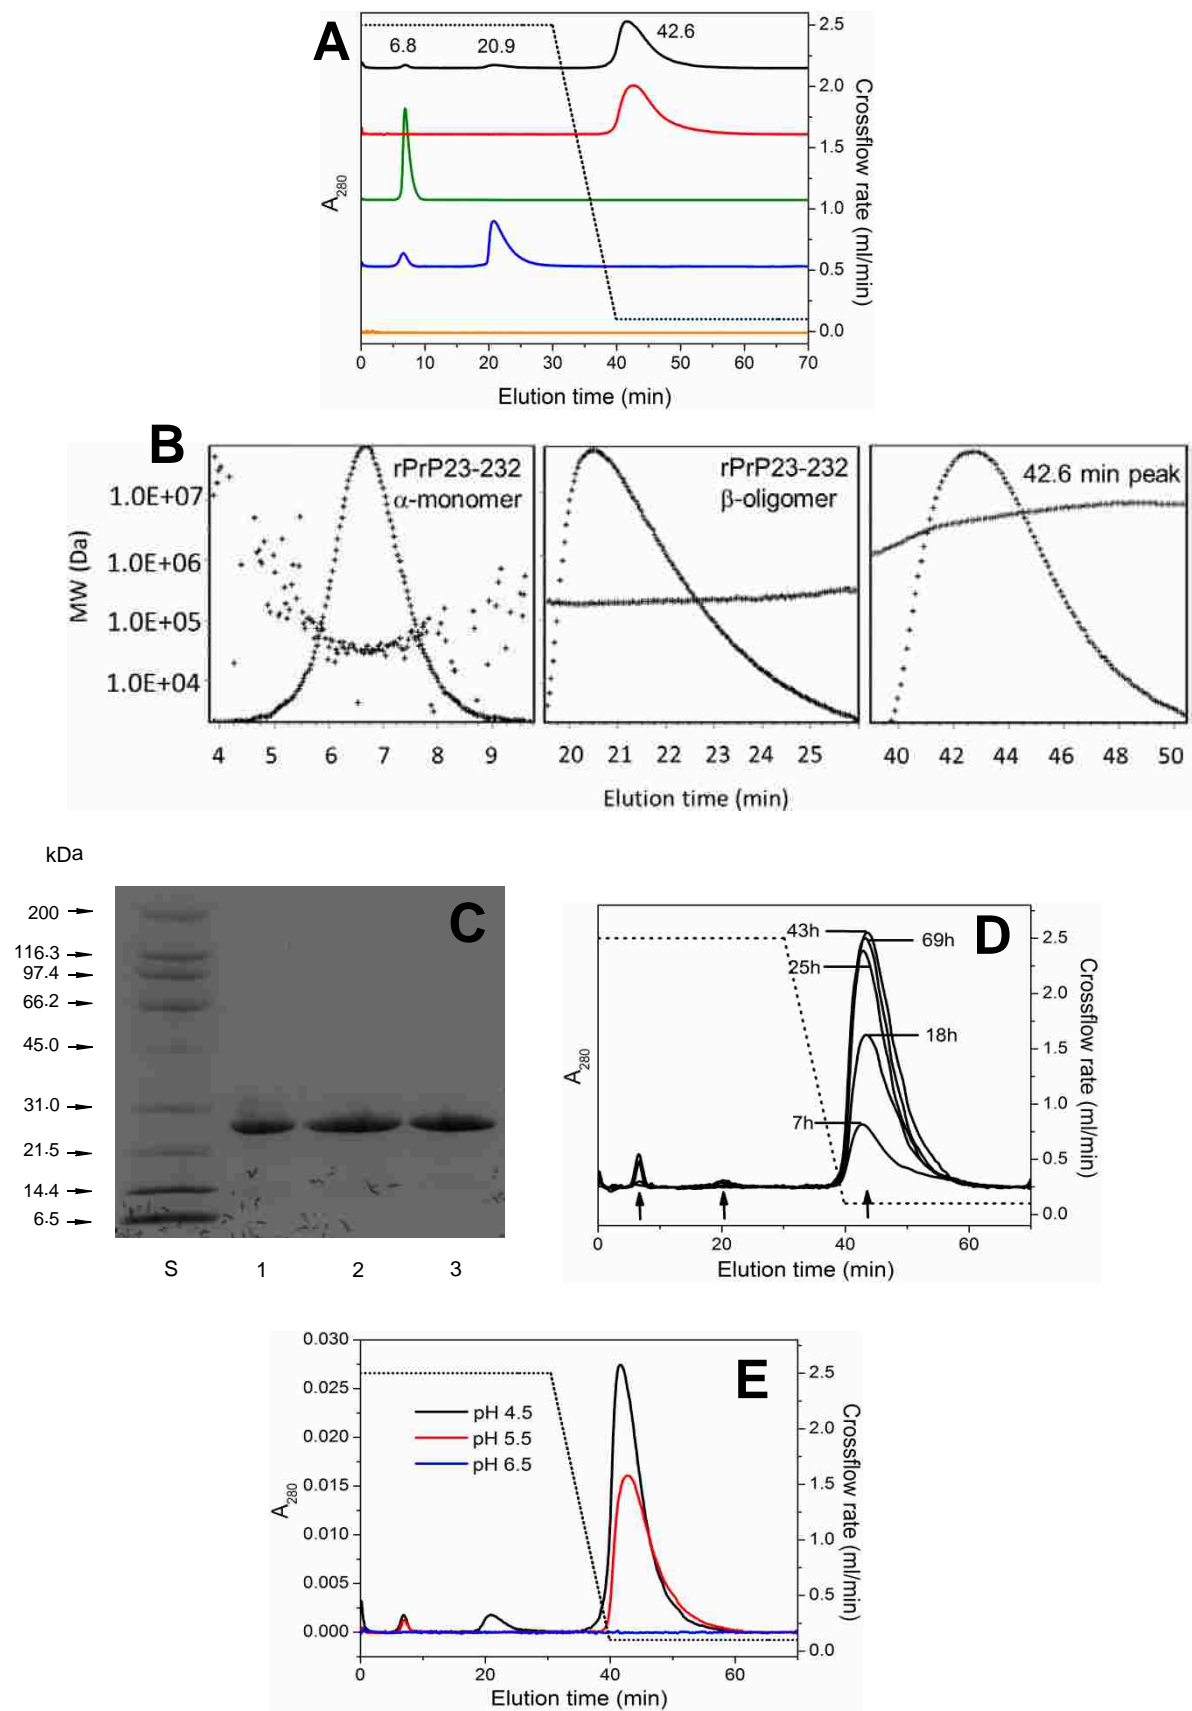 A
6.8
20.9
42.6
2.5
2.0
1.5
1.0
0.5
0.0
A280
Crossflow rate (ml/min)
0 10 20 30 40 50 60 70
Elution time (min)
B
MW (Da)
1.0E+07
1.0E+06
1.0E+05
1.0E+04
rPrP23-232
α-monomer
rPrP23-232
β-oligomer
42.6 min peak
4 5 6 7 8 9
20 21 22 23 24 25
40 42 44 46 48 50
Elution time (min)
kDa
C
200
116.3
97.4
66.2
45.0
31.0
21.5
14.4
6.5
S 1 2 3
D
43h
69h
25h
18h
7h
2.5
2.0
1.5
1.0
0.5
0.0
A280
Crossflow rate (ml/min)
0 20 40 60
Elution time (min)
E
0.030
0.025
0.020
0.015
0.010
0.005
0.000
pH 4.5
pH 5.5
pH 6.5
2.5
2.0
1.5
1.0
0.5
0.0
A280
Crossflow rate (ml/min)
0 20 40 60
Elution time (min)